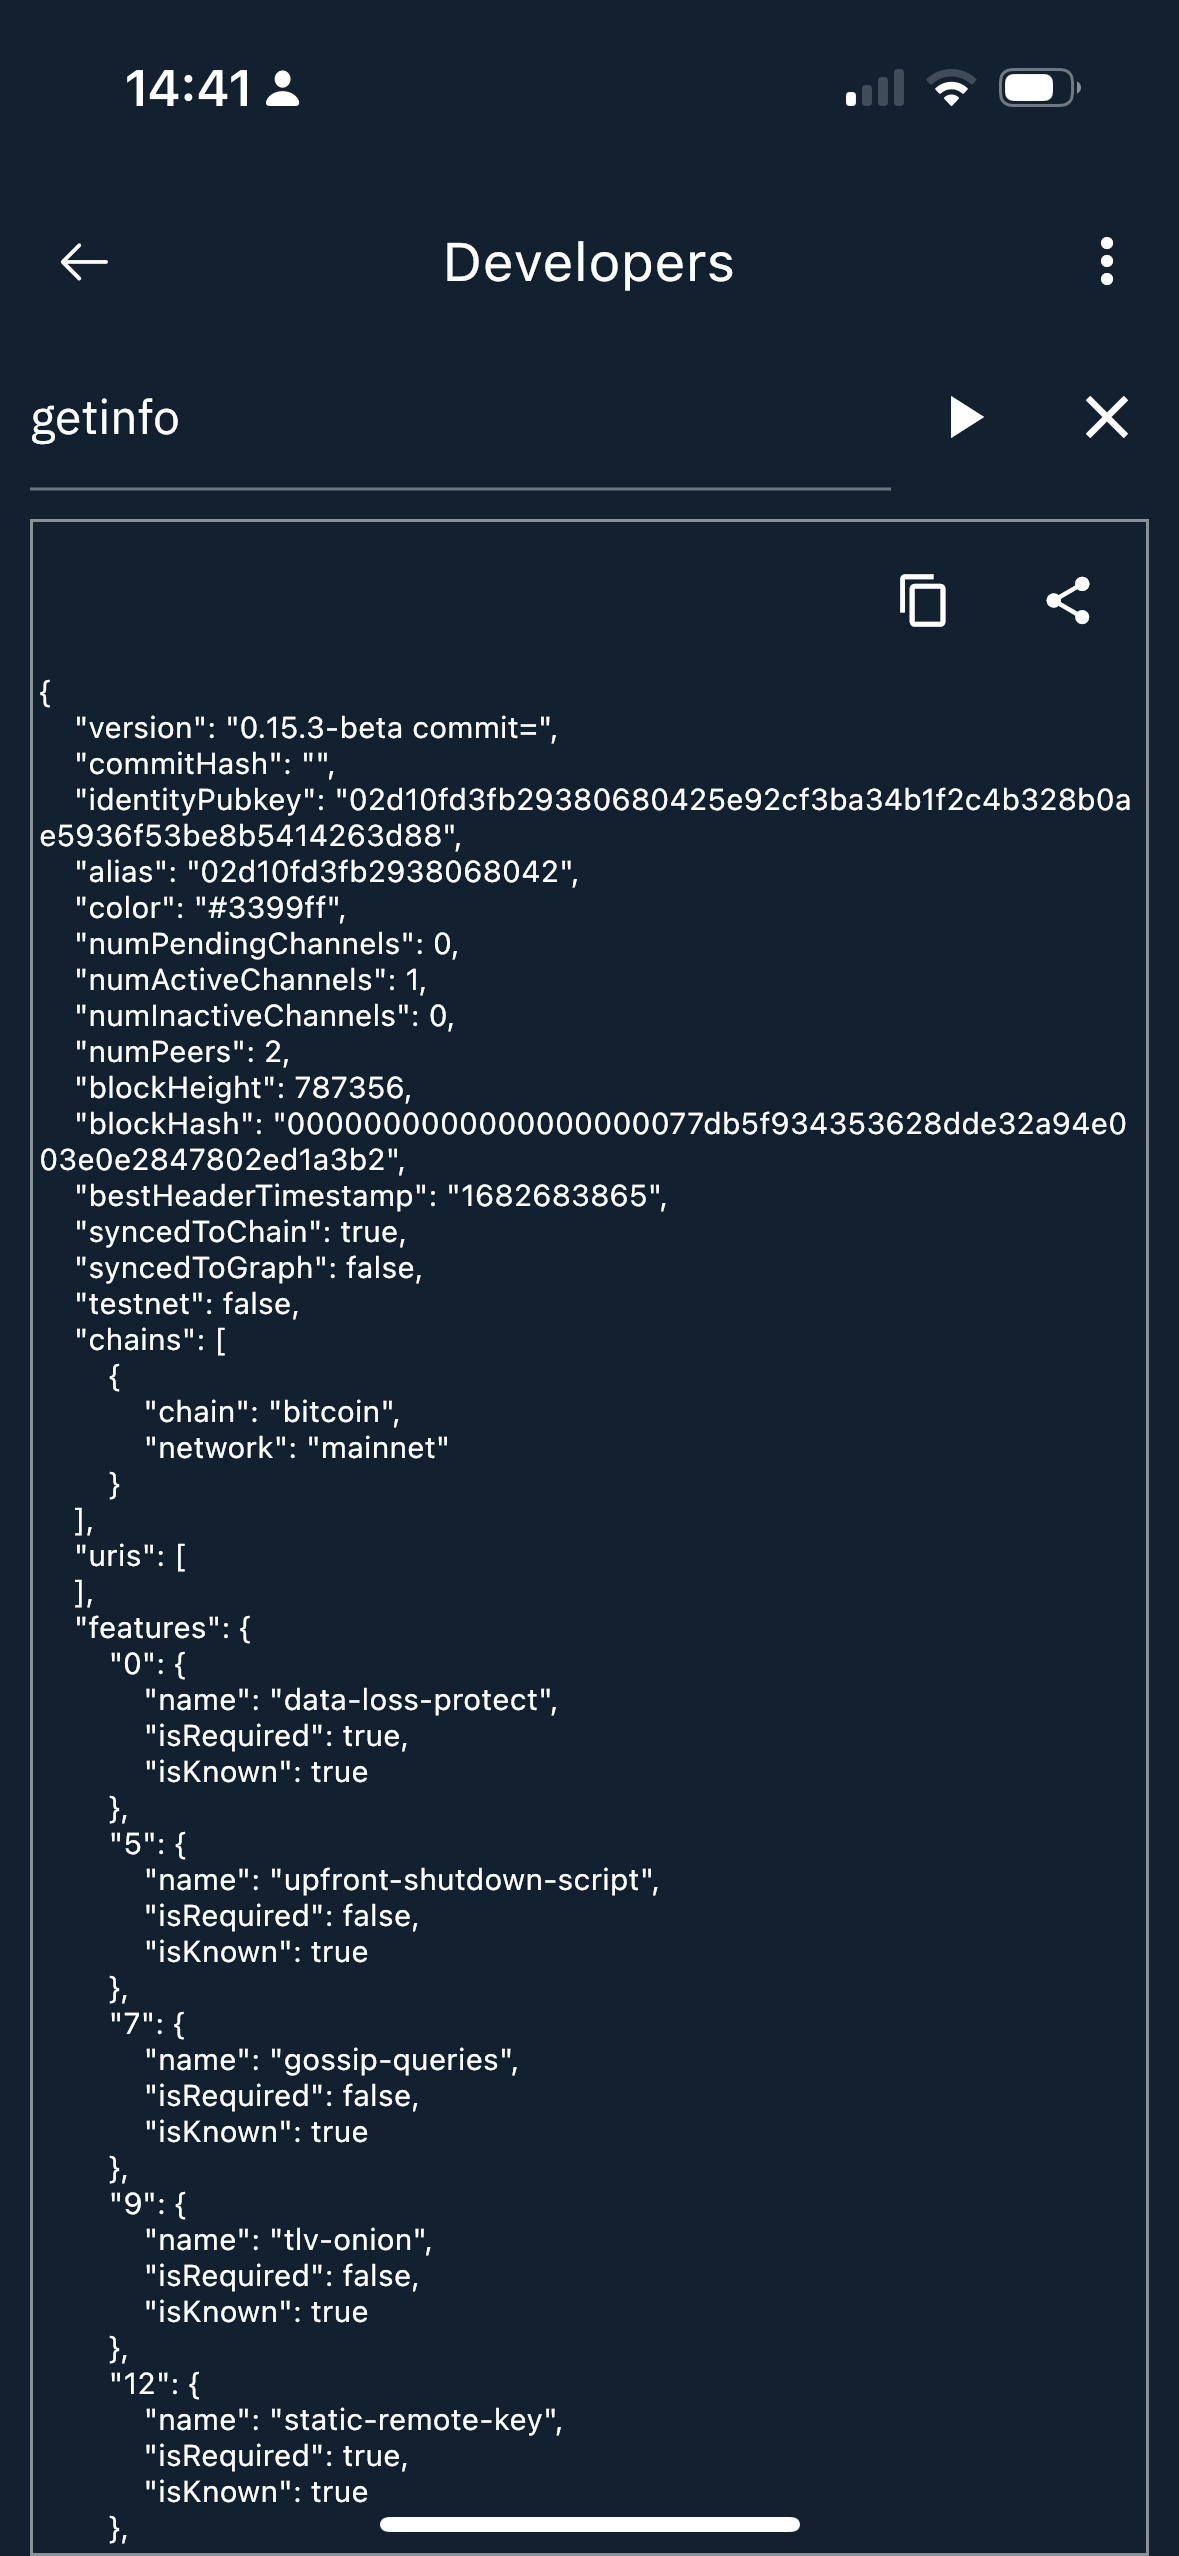 14:41
Developers
getinfo
{
"version": "0.15.3-beta commit=",
"commitHash": "",
"identityPubkey": "02d10fd3fb29380680425e92cf3ba34b1f2c4b328b0a
e5936f53be8b5414263d88",
"alias": "02d10fd3fb2938068042",
"color": "#3399ff",
"numPendingChannels": 0,
"numActiveChannels": 1,
"numInactiveChannels": 0,
"numPeers": 2,
"blockHeight": 787356,
"blockHash": "00000000000000000000077db5f934353628dde32a94e0
03e0e2847802ed1a3b2",
"bestHeaderTimestamp": "1682683865",
"syncedToChain": true,
"syncedToGraph": false,
"testnet": false,
"chains": [
{
"chain": "bitcoin",
"network": "mainnet"
}
],
"uris": [
],
"features": {
"0": {
"name": "data-loss-protect",
"isRequired": true,
"isKnown": true
},
"5": {
"name": "upfront-shutdown-script",
"isRequired": false,
"isKnown": true
},
"7": {
"name": "gossip-queries",
"isRequired": false,
"isKnown": true
},
"9": {
"name": "tlv-onion",
"isRequired": false,
"isKnown": true
},
"12": {
"name": "static-remote-key",
"isRequired": true,
"isKnown": true
},